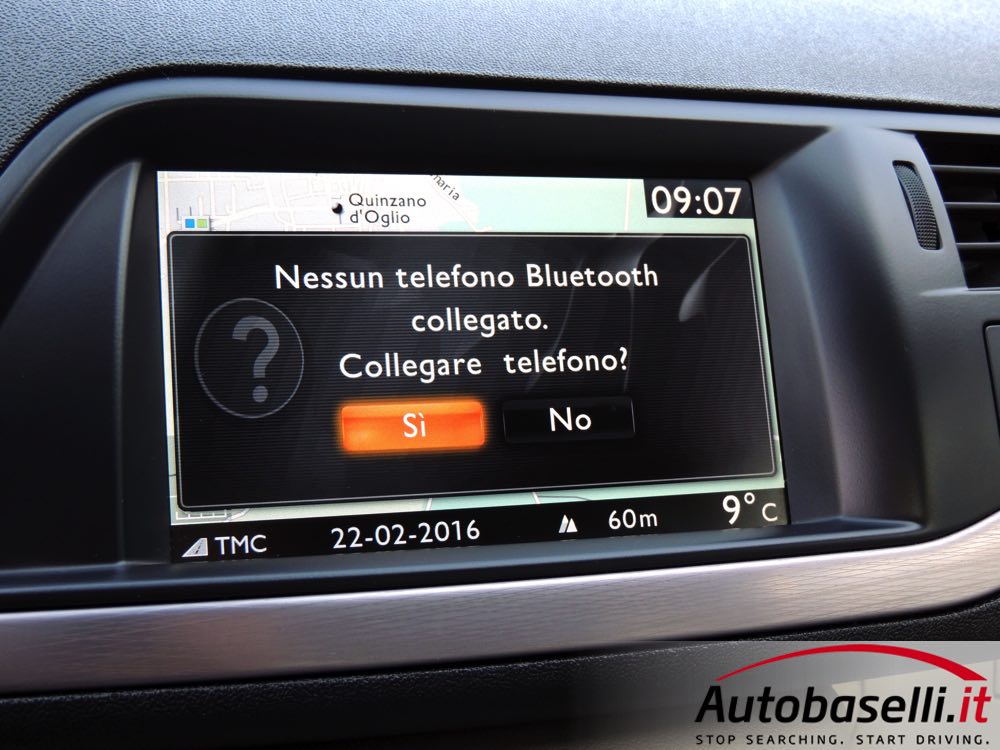 Quinzano
d'Oglio
maria
09:07
Nessun telefono Bluetooth
collegato.
Collegare telefono?
Sì
No
TMC
22-02-2016
60m
9°C
Autobaselli.it
STOP SEARCHING. START DRIVING.